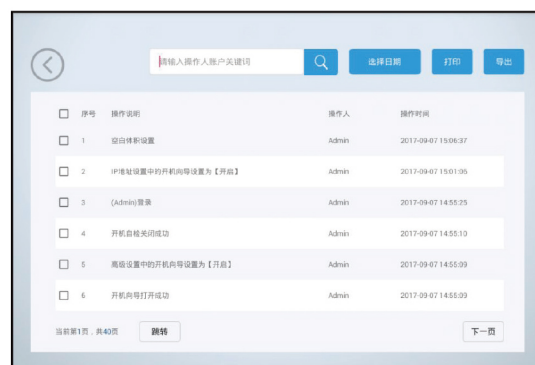 请输入操作人账户关键词 选择日期 打印 导出
序号 操作说明 操作人 操作时间
1 空白体积设置 Admin 2017-09-07 15:06:37
2 IP地址设置中的开机向导设置为【开启】 Admin 2017-09-07 15:01:05
3 (Admin)登录 Admin 2017-09-07 14:55:25
4 开机自检关闭成功 Admin 2017-09-07 14:55:10
5 高级设置中的开机向导设置为【开启】 Admin 2017-09-07 14:55:09
6 开机向导打开成功 Admin 2017-09-07 14:55:09
当前第1页，共40页 跳转 下一页